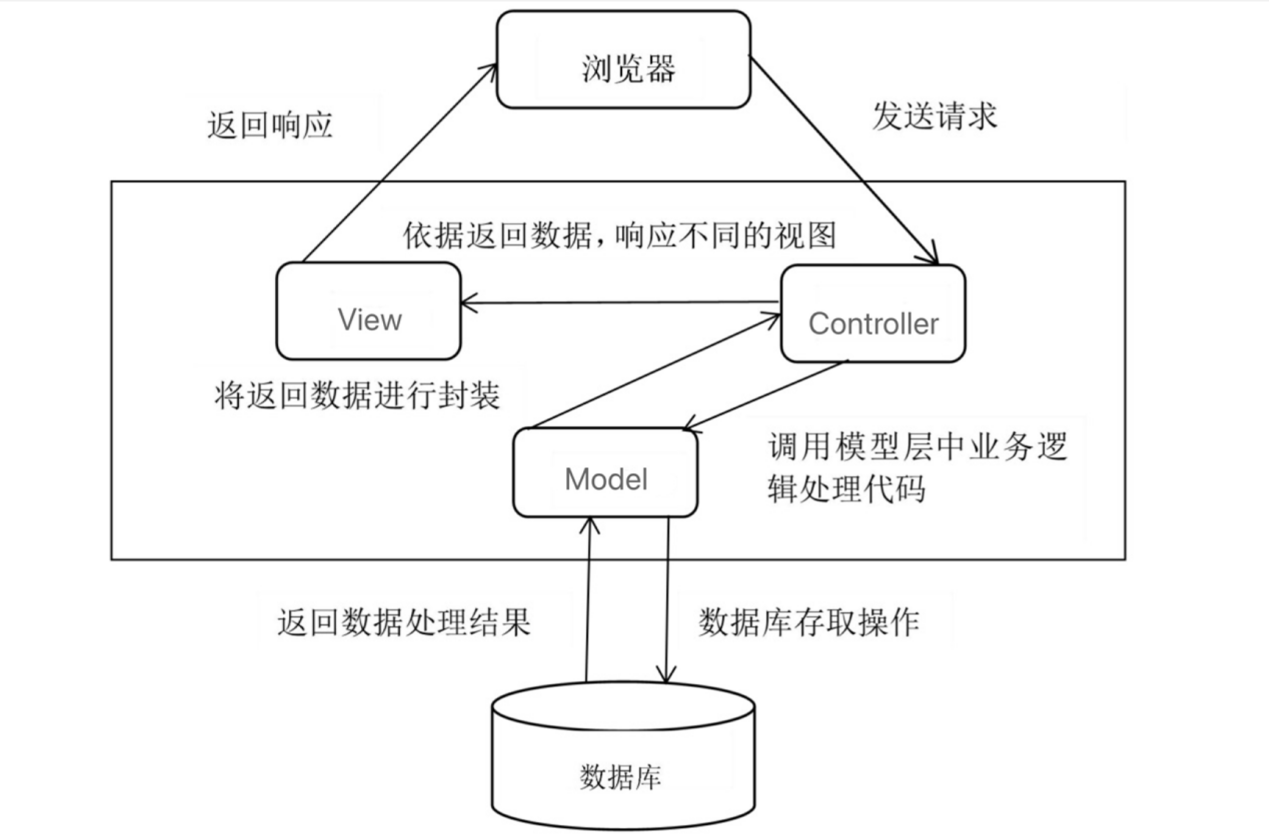 浏览器
返回响应
发送请求
依据返回数据，响应不同的视图
View
Controller
将返回数据进行封装
调用模型层中业务逻
辑处理代码
Model
返回数据处理结果
数据库存取操作
数据库